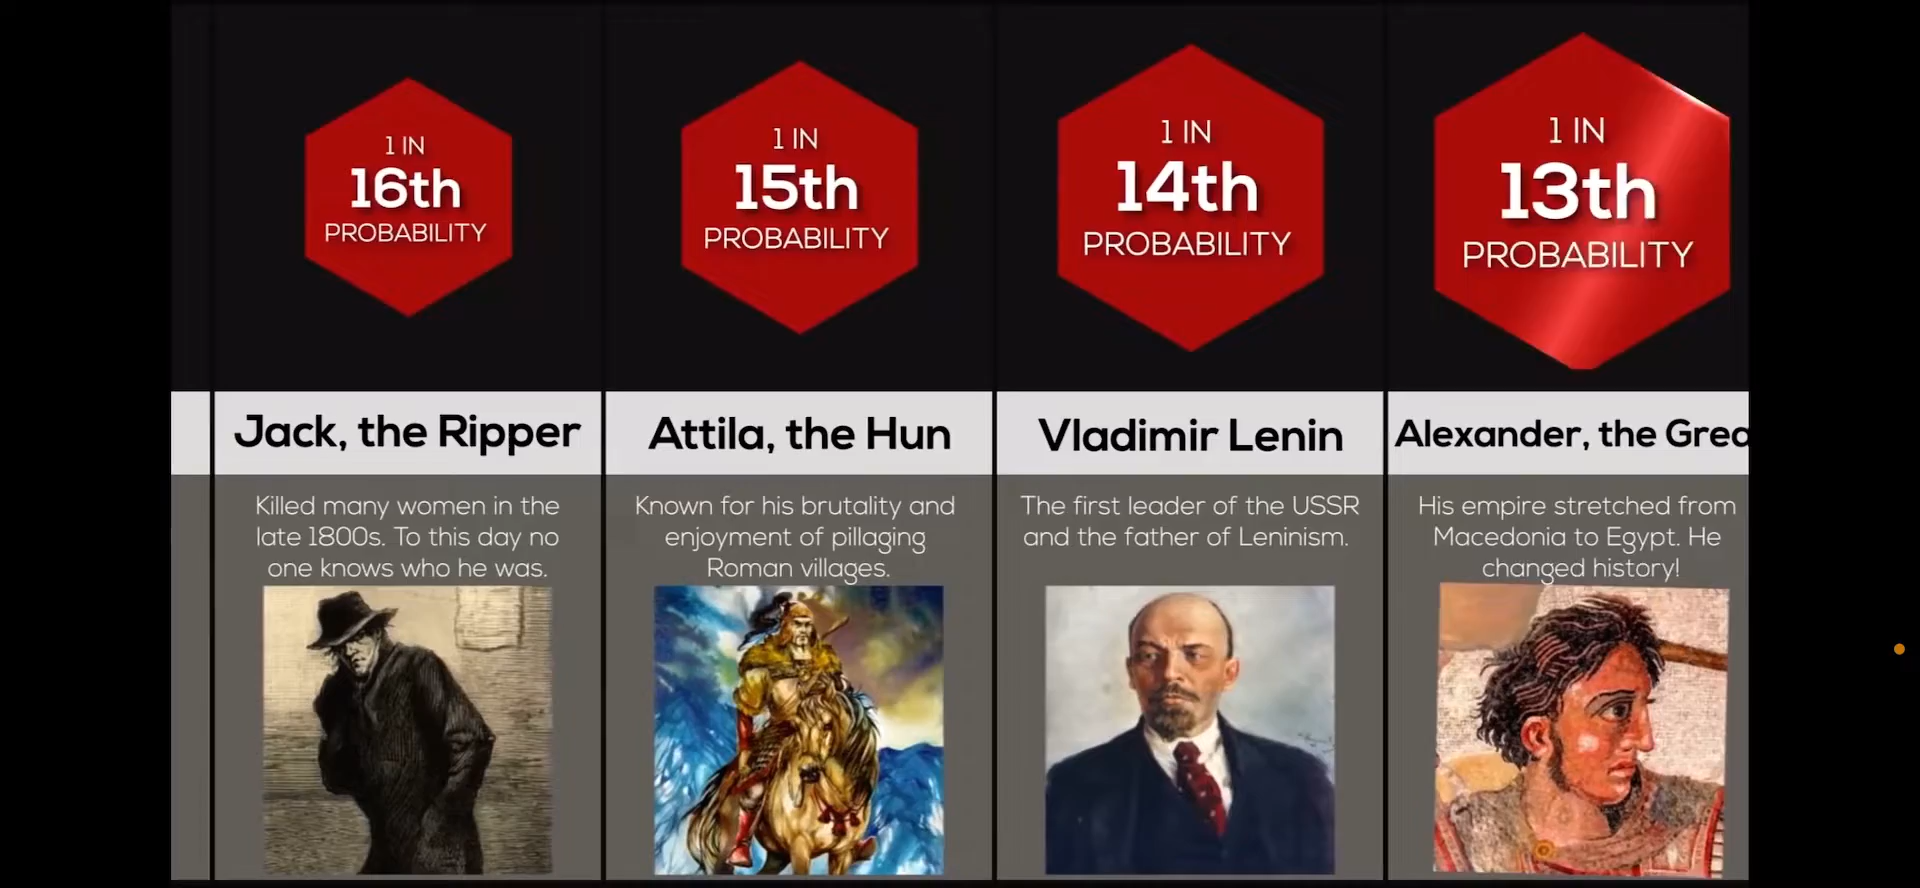 1 IN
16th
PROBABILITY
Jack, the Ripper
Killed many women in the
late 1800s. To this day no
one knows who he was.
1 IN
15th
PROBABILITY
Attila, the Hun
Known for his brutality and
enjoyment of pillaging
Roman villages.
1 IN
14th
PROBABILITY
Vladimir Lenin
The first leader of the USSR
and the father of Leninism.
1 IN
13th
PROBABILITY
Alexander, the Grea
His empire stretched from
Macedonia to Egypt. He
changed history!